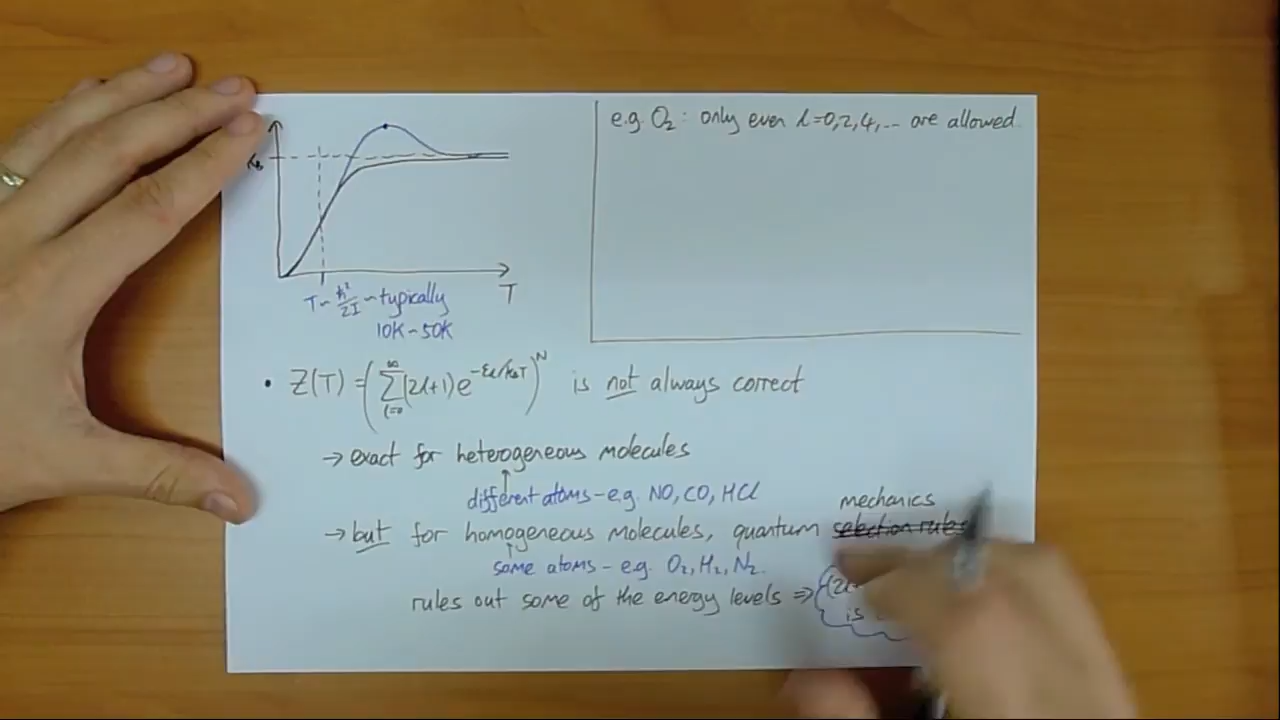 e.g. O₂ : only even l=0,2,4,... are allowed.
T
T ~ ħ²/2I ~ typically
10K - 50K
• Z(T) = (∑_{l=0}^{∞} (2l+1) e^{-ε_l/k_BT})^N is not always correct
→ exact for heterogeneous molecules
different atoms - e.g. NO, CO, HCl
mechanics
→ but for homogeneous molecules, quantum selection rules
same atoms - e.g. O₂, H₂, N₂.
rules out some of the energy levels ⇒
is